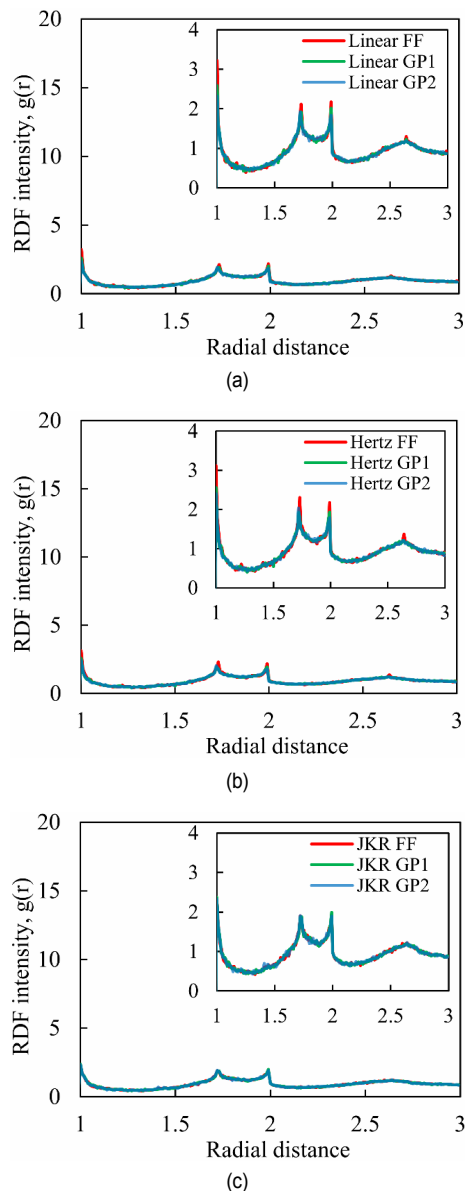 RDF intensity, g(r)
20
15
10
5
0
4
3
2
1
0
Linear FF
Linear GP1
Linear GP2
1 1.5 2 2.5 3
1 1.5 2 2.5 3
Radial distance
(a)
RDF intensity, g(r)
20
15
10
5
0
4
3
2
1
0
Hertz FF
Hertz GP1
Hertz GP2
1 1.5 2 2.5 3
1 1.5 2 2.5 3
Radial distance
(b)
RDF intensity, g(r)
20
15
10
5
0
4
3
2
1
0
JKR FF
JKR GP1
JKR GP2
1 1.5 2 2.5 3
1 1.5 2 2.5 3
Radial distance
(c)